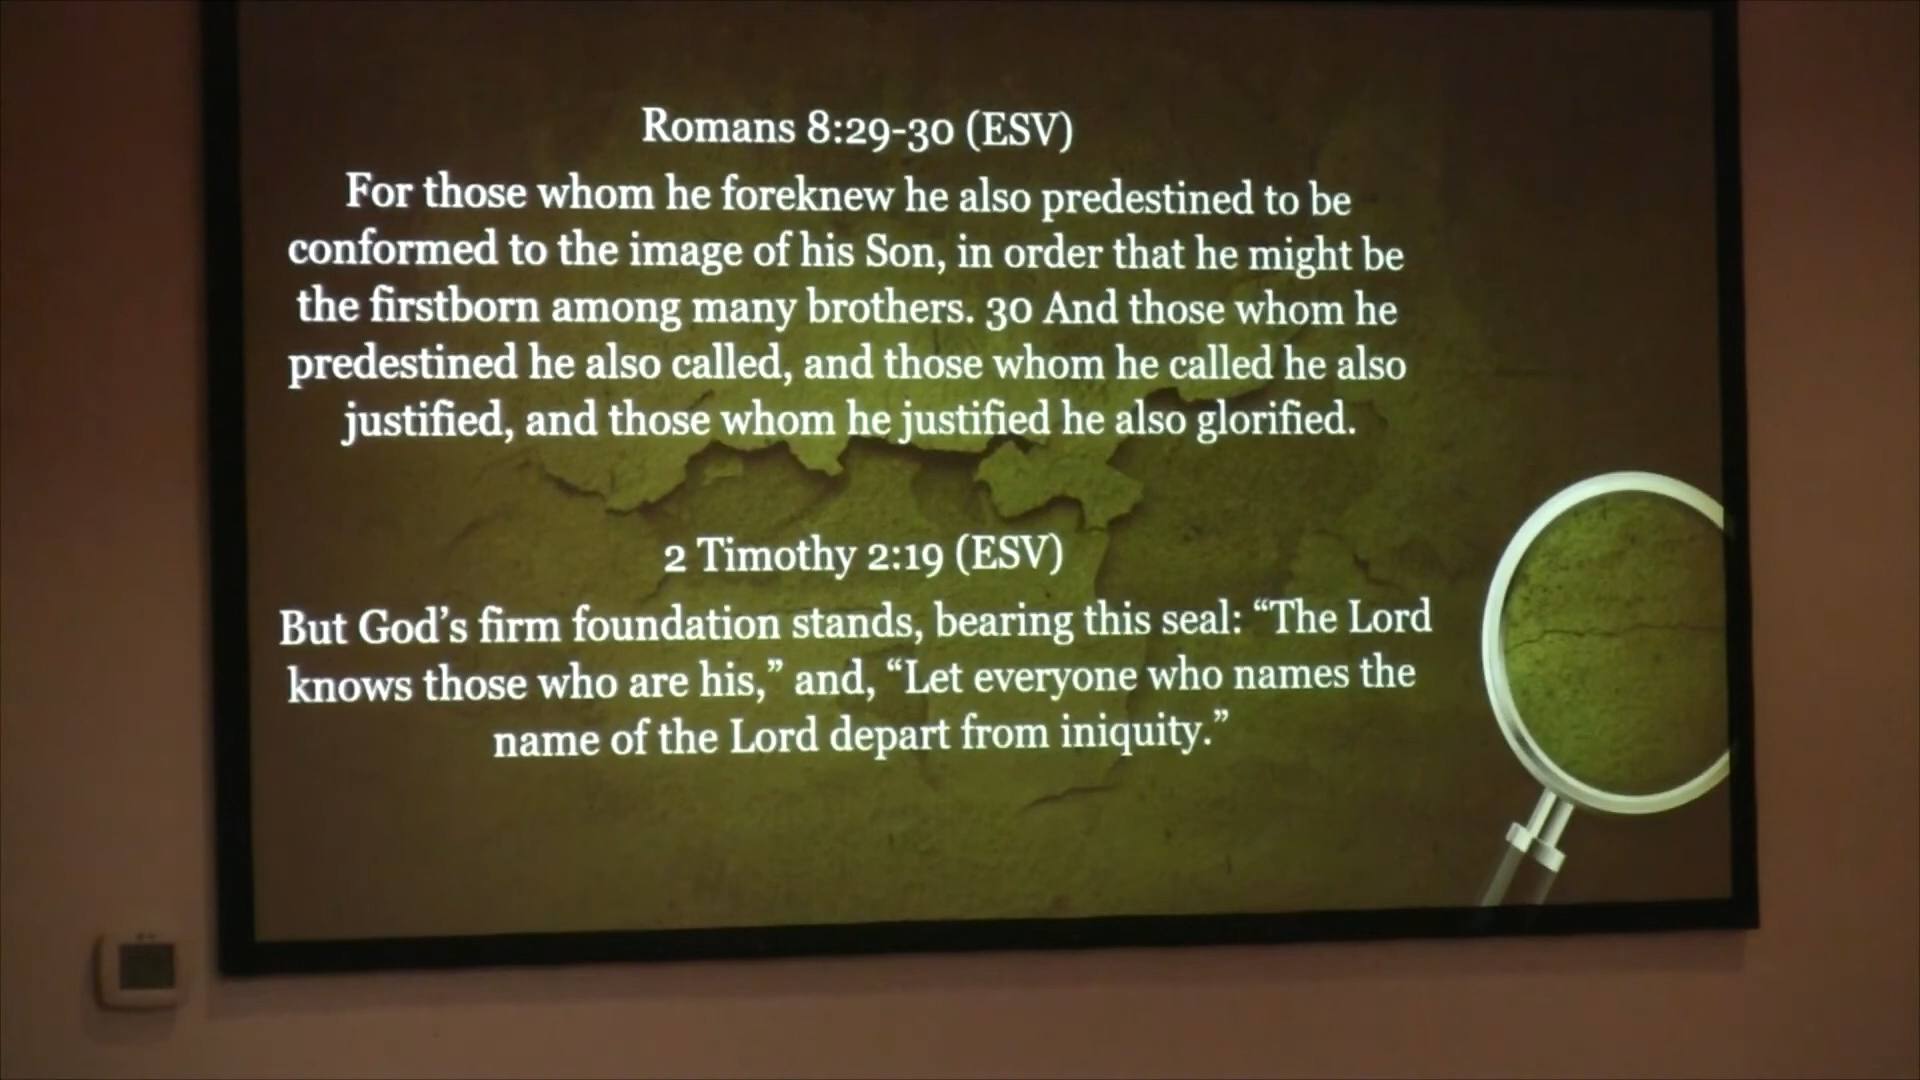 Romans 8:29-30 (ESV)
For those whom he foreknew he also predestined to be
conformed to the image of his Son, in order that he might be
the firstborn among many brothers. 30 And those whom he
predestined he also called, and those whom he called he also
justified, and those whom he justified he also glorified.
2 Timothy 2:19 (ESV)
But God’s firm foundation stands, bearing this seal: “The Lord
knows those who are his,” and, “Let everyone who names the
name of the Lord depart from iniquity.”